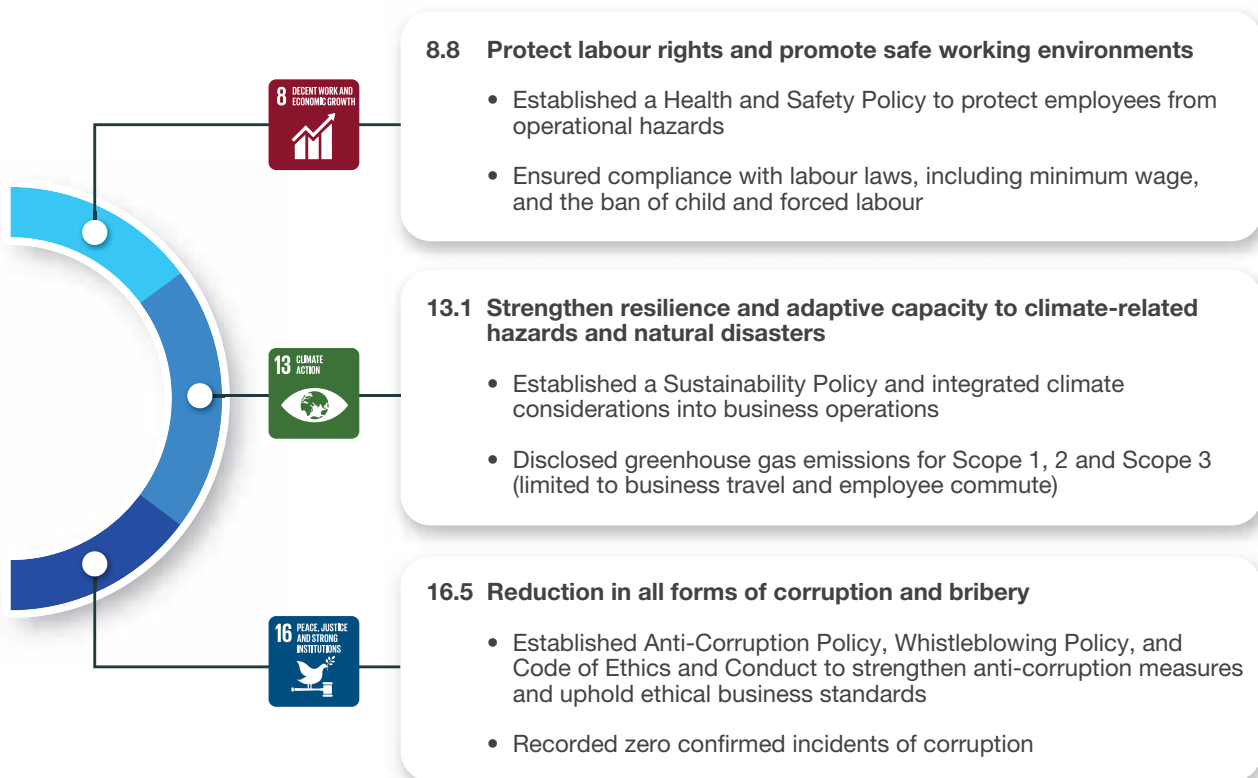 8 DECENT WORK AND
ECONOMIC GROWTH
8.8 Protect labour rights and promote safe working environments
• Established a Health and Safety Policy to protect employees from
operational hazards
• Ensured compliance with labour laws, including minimum wage,
and the ban of child and forced labour
13 CLIMATE
ACTION
13.1 Strengthen resilience and adaptive capacity to climate-related
hazards and natural disasters
• Established a Sustainability Policy and integrated climate
considerations into business operations
• Disclosed greenhouse gas emissions for Scope 1, 2 and Scope 3
(limited to business travel and employee commute)
16 PEACE, JUSTICE
AND STRONG
INSTITUTIONS
16.5 Reduction in all forms of corruption and bribery
• Established Anti-Corruption Policy, Whistleblowing Policy, and
Code of Ethics and Conduct to strengthen anti-corruption measures
and uphold ethical business standards
• Recorded zero confirmed incidents of corruption